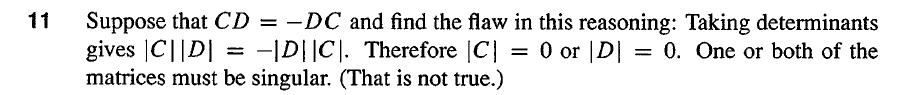 11 Suppose that CD = −DC and find the flaw in this reasoning: Taking determinants
gives |C||D| = −|D||C|. Therefore |C| = 0 or |D| = 0. One or both of the
matrices must be singular. (That is not true.)